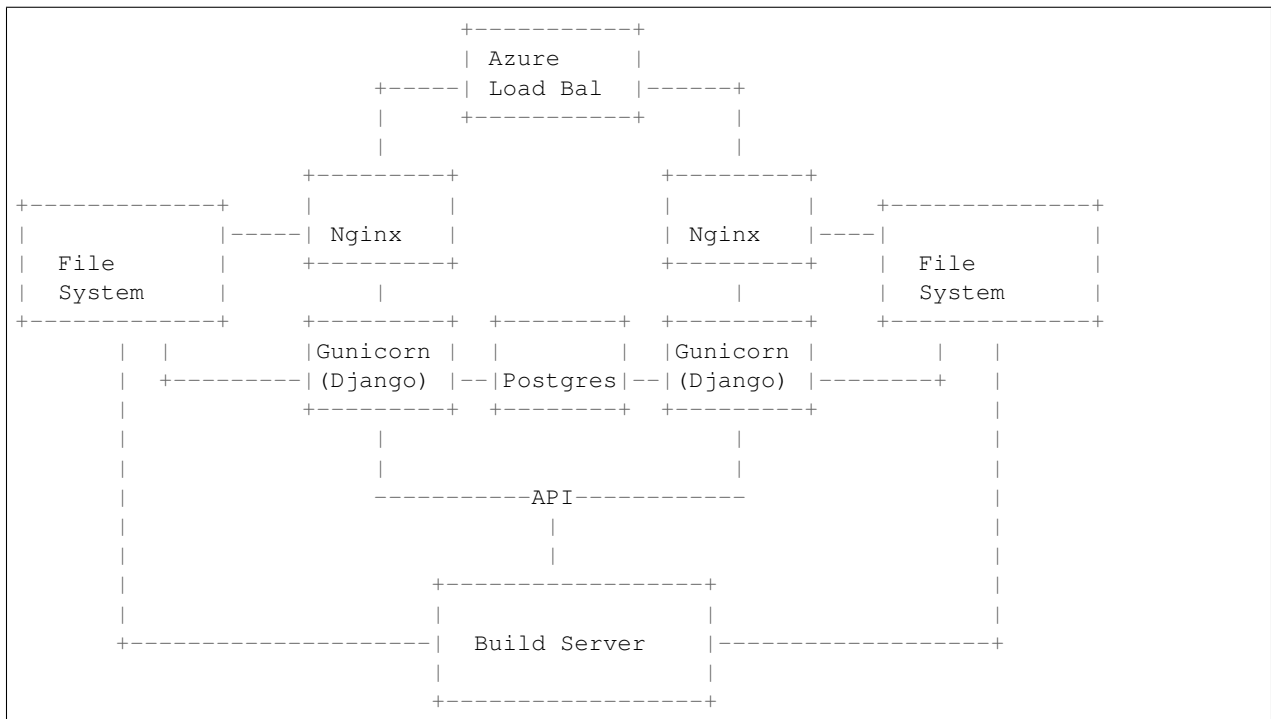 Azure
Load Bal
Nginx
Nginx
File
System
File
System
Gunicorn
(Django)
Postgres
Gunicorn
(Django)
API
Build Server